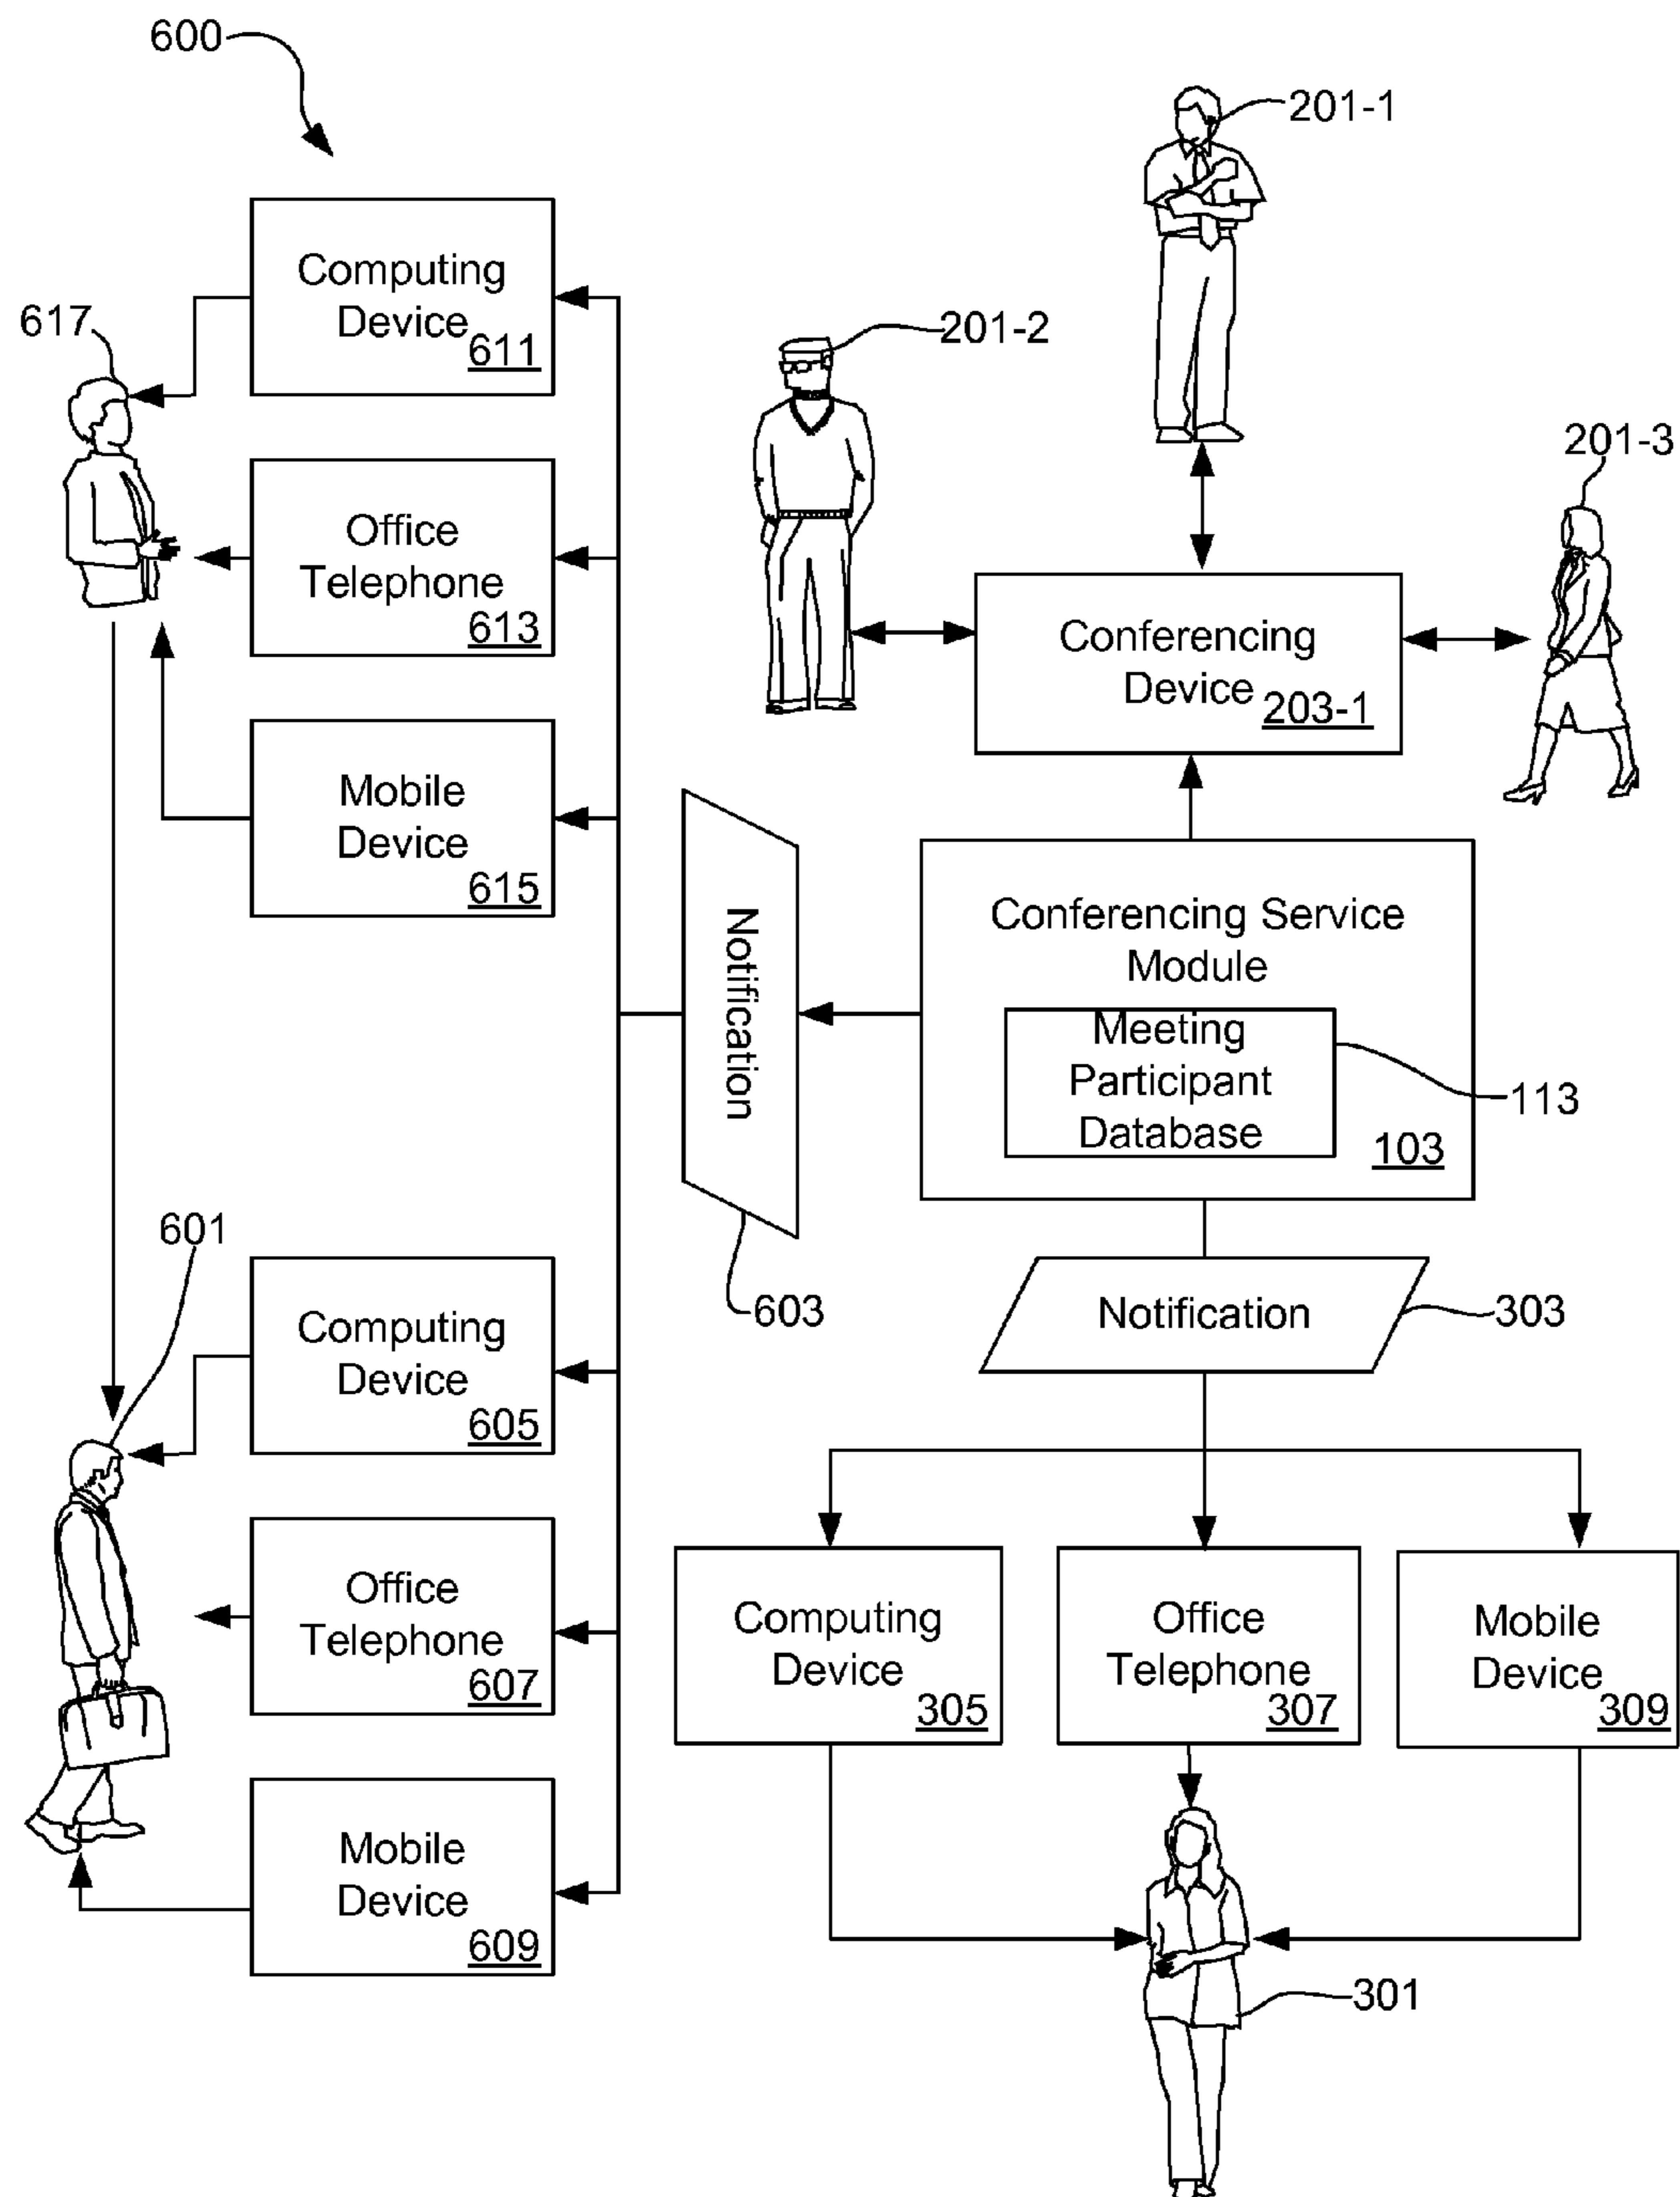 600
201-1
Computing
Device
611
617
201-2
201-3
Office
Telephone
613
Conferencing
Device
203-1
Mobile
Device
615
Notification
603
Conferencing Service
Module
Meeting
Participant
Database
113
103
601
Computing
Device
605
Notification
303
Office
Telephone
607
Computing
Device
305
Office
Telephone
307
Mobile
Device
309
Mobile
Device
609
301